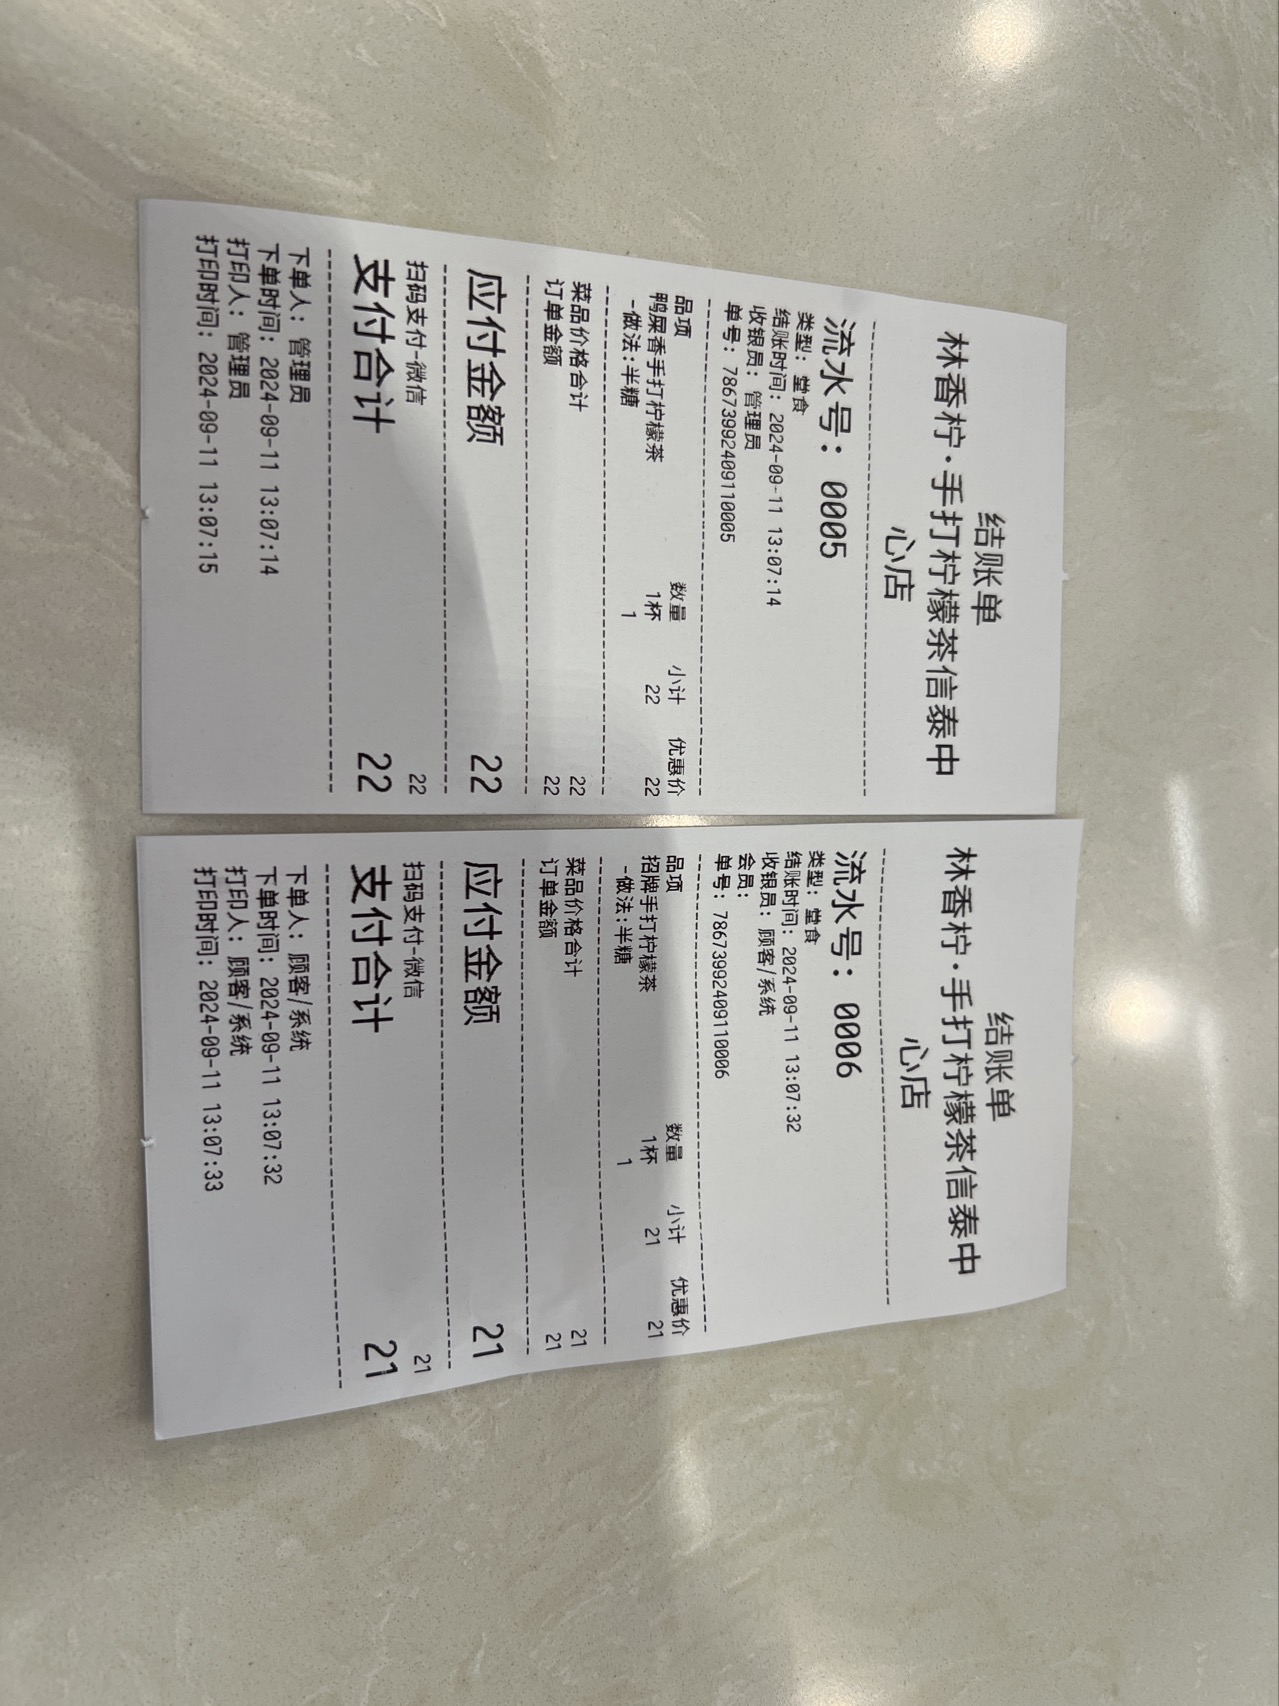 结账单
林香柠·手打柠檬茶信泰中
心店
流水号：0005
类型：堂食
结账时间：2024-09-11 13:07:14
收银员：管理员
单号：786739924091​10005
品项 数量 小计 优惠价
鸭屎香手打柠檬茶 1杯 22 22
-做法:半糖 1
菜品价格合计 22
订单金额 22
应付金额 22
扫码支付-微信 22
支付合计 22
下单人：管理员
下单时间：2024-09-11 13:07:14
打印人：管理员
打印时间：2024-09-11 13:07:15
结账单
林香柠·手打柠檬茶信泰中
心店
流水号：0006
类型：堂食
结账时间：2024-09-11 13:07:32
收银员：顾客/系统
会员：
单号：78673992409110006
品项 数量 小计 优惠价
招牌手打柠檬茶 1杯 21 21
-做法:半糖 1
菜品价格合计 21
订单金额 21
应付金额 21
扫码支付-微信 21
支付合计 21
下单人：顾客/系统
下单时间：2024-09-11 13:07:32
打印人：顾客/系统
打印时间：2024-09-11 13:07:33